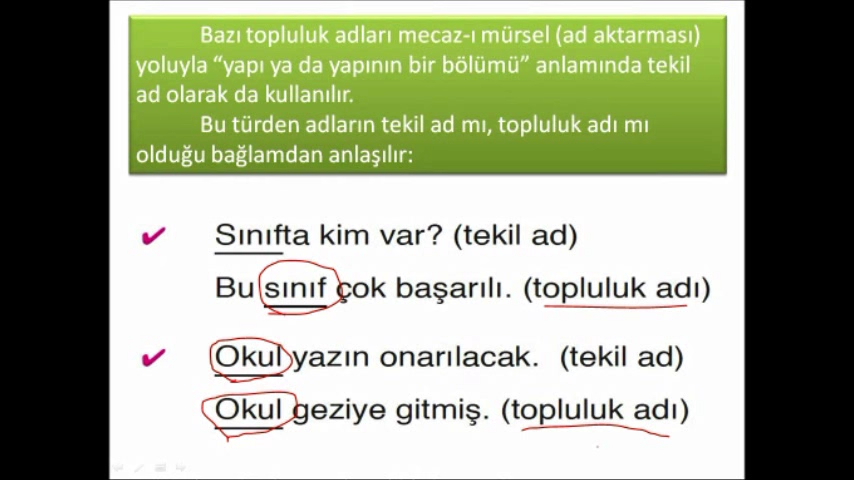 Bazı topluluk adları mecaz-ı mürsel (ad aktarması)
yoluyla “yapı ya da yapının bir bölümü” anlamında tekil
ad olarak da kullanılır.
Bu türden adların tekil ad mı, topluluk adı mı
olduğu bağlamdan anlaşılır:
Sınıfta kim var? (tekil ad)
Bu sınıf çok başarılı. (topluluk adı)
Okul yazın onarılacak. (tekil ad)
Okul geziye gitmiş. (topluluk adı)